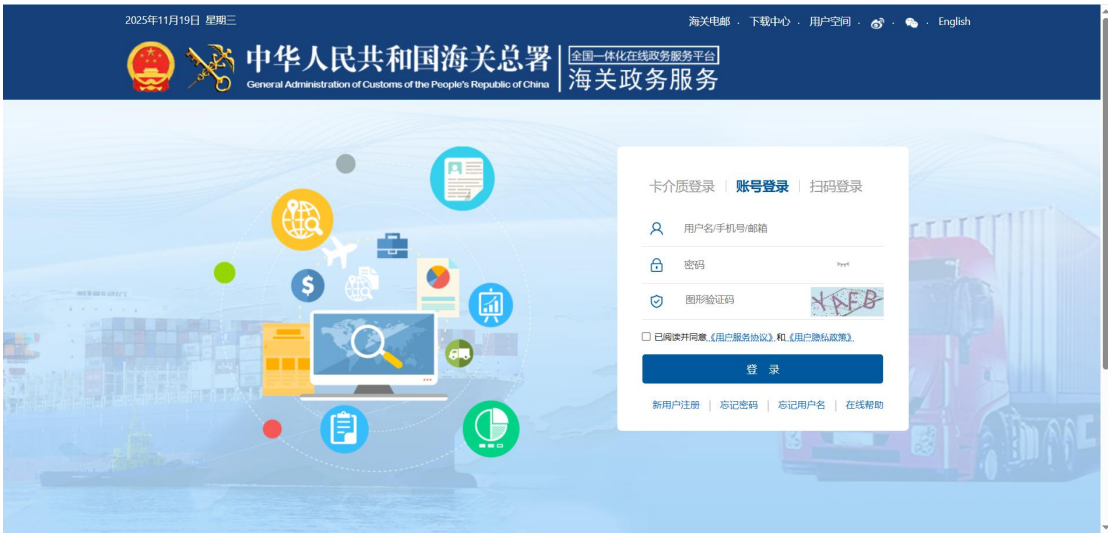 2025年11月19日 星期三
海关电邮 · 下载中心 · 用户空间 · · · English
中华人民共和国海关总署
General Administration of Customs of the People's Republic of China
全国一体化在线政务服务平台
海关政务服务
卡介质登录 | 账号登录 | 扫码登录
用户名/手机号/邮箱
密码
图形验证码
YAFB
已阅读并同意《用户服务协议》和《用户隐私政策》
登 录
新用户注册 | 忘记密码 | 忘记用户名 | 在线帮助